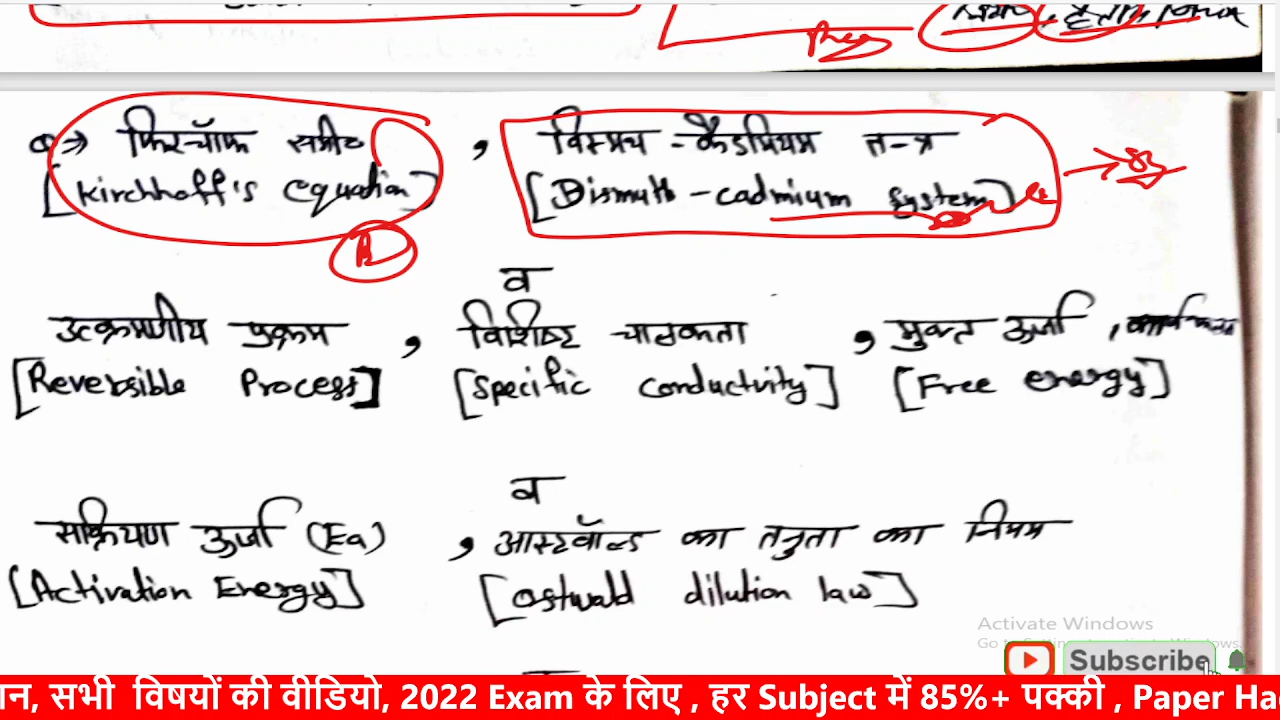 किरचॉफ समी० , विस्मथ - कैडमियम तन्त्र
[Kirchhoff's equation] [Bismuth - cadmium system]
व
उत्क्रमणीय प्रक्रम , विशिष्ट चालकता , मुक्त ऊर्जा ,
[Reversible Process] [Specific conductivity] [Free energy]
व
सक्रियण ऊर्जा (Ea) , आस्टवॉल्ड का तनुता का नियम
[Activation Energy] [Ostwald dilution law]
Activate Windows
Subscribe
सभी विषयों की वीडियो, 2022 Exam के लिए , हर Subject में 85%+ पक्की , Paper Ha